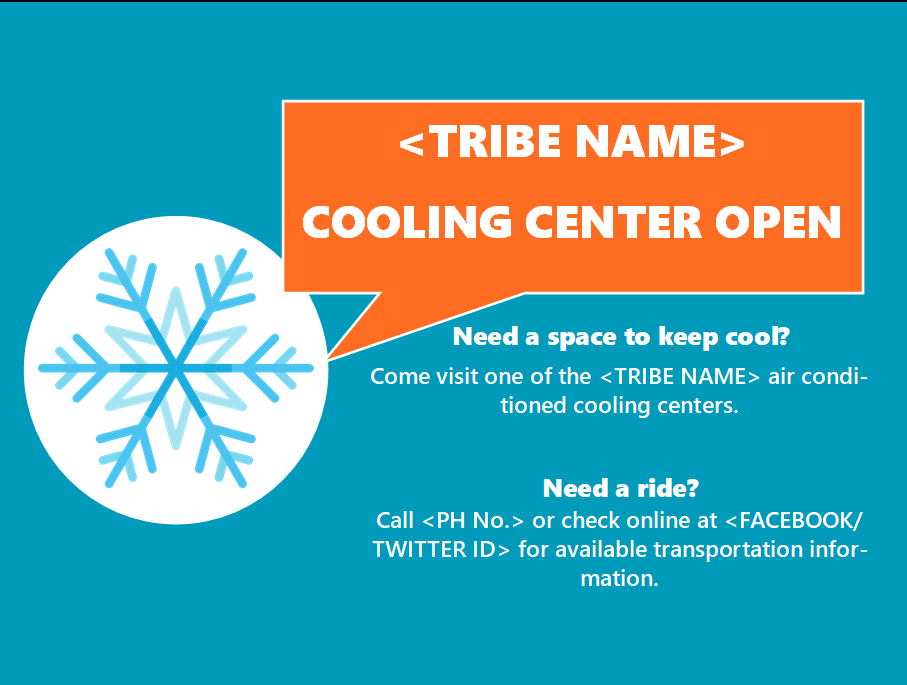 <TRIBE NAME>
COOLING CENTER OPEN
Need a space to keep cool?
Come visit one of the <TRIBE NAME> air condi-
tioned cooling centers.
Need a ride?
Call <PH No.> or check online at <FACEBOOK/
TWITTER ID> for available transportation infor-
mation.